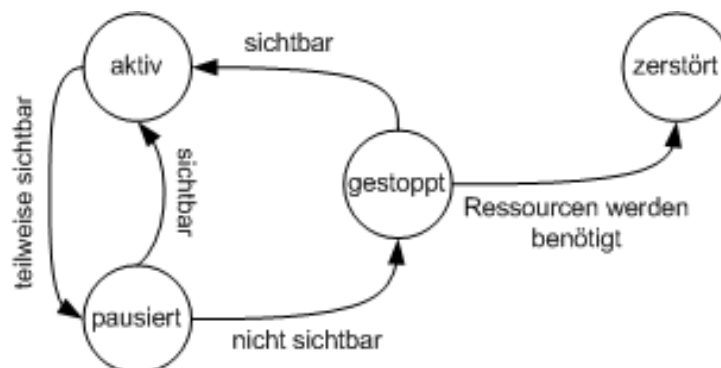 sichtbar
aktiv
zerstört
teilweise sichtbar
sichtbar
gestoppt
Ressourcen werden
benötigt
pausiert
nicht sichtbar